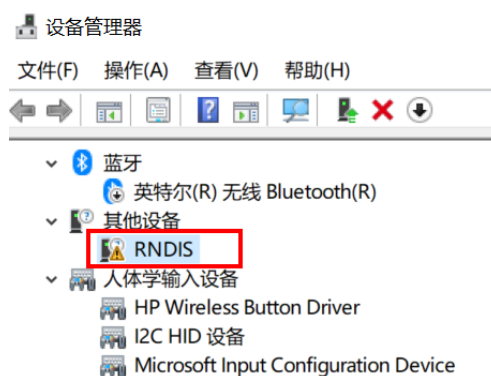 设备管理器
文件(F) 操作(A) 查看(V) 帮助(H)
蓝牙
英特尔(R) 无线 Bluetooth(R)
其他设备
RNDIS
人体学输入设备
HP Wireless Button Driver
I2C HID 设备
Microsoft Input Configuration Device